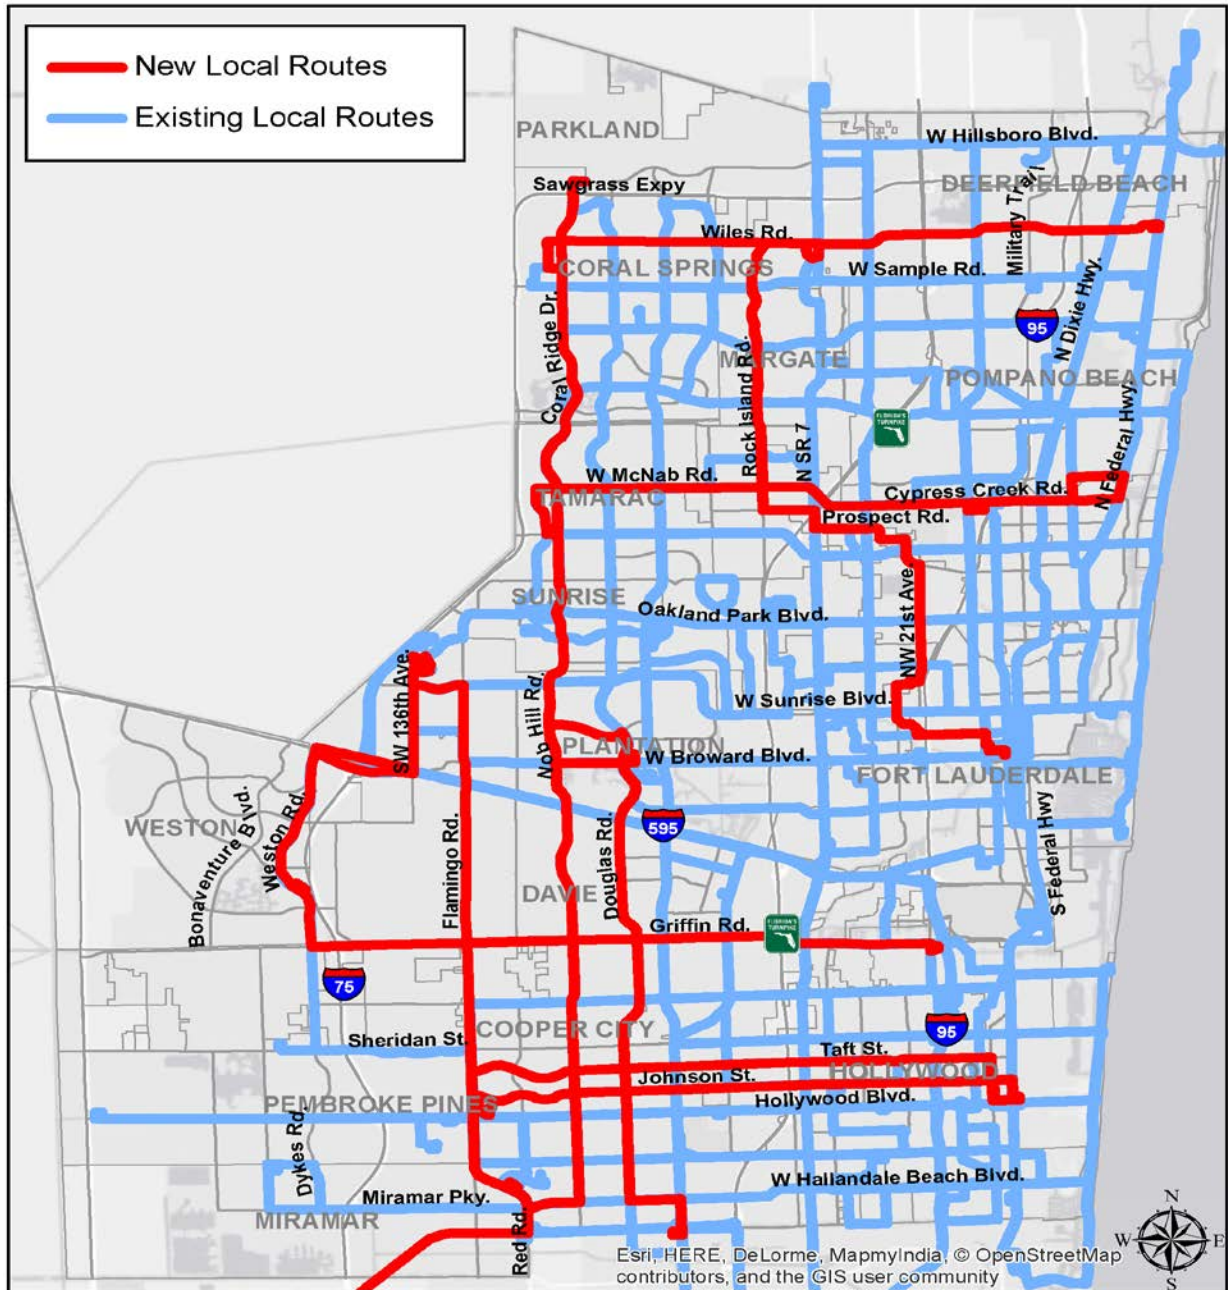 New Local Routes
Existing Local Routes
PARKLAND
W Hillsboro Blvd.
Sawgrass Expy
DEERFIELD BEACH
Military Trail
Wiles Rd.
CORAL SPRINGS
W Sample Rd.
N Dixie Hwy.
95
Coral Ridge Dr.
MARGATE
Rock Island Rd.
POMPANO BEACH
FLORIDA'S
TURNPIKE
N SR 7
N Federal Hwy.
W McNab Rd.
TAMARAC
Cypress Creek Rd.
Prospect Rd.
SUNRISE
Oakland Park Blvd.
NW 21st Ave.
SW 136th Ave.
Nob Hill Rd.
W Sunrise Blvd.
PLANTATION
W Broward Blvd.
FORT LAUDERDALE
WESTON
Bonaventure Blvd.
Weston Rd.
Flamingo Rd.
Douglas Rd.
595
S Federal Hwy
DAVIE
Griffin Rd.
FLORIDA'S
TURNPIKE
75
95
COOPER CITY
Sheridan St.
Taft St.
Johnson St.
HOLLYWOOD
PEMBROKE PINES
Hollywood Blvd.
Dykes Rd.
W Hallandale Beach Blvd.
Miramar Pky.
MIRAMAR
Red Rd.
N
W
E
S
Esri, HERE, DeLorme, MapmyIndia, © OpenStreetMap
contributors, and the GIS user community